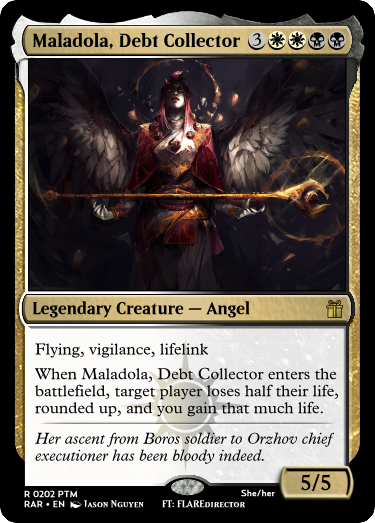 Maladola, Debt Collector 3
Legendary Creature — Angel
Flying, vigilance, lifelink
When Maladola, Debt Collector enters the
battlefield, target player loses half their life,
rounded up, and you gain that much life.
Her ascent from Boros soldier to Orzhov chief
executioner has been bloody indeed.
5/5
R 0202 PTM She/her
RAR • EN Jason Nguyen FT: FLAREdirector